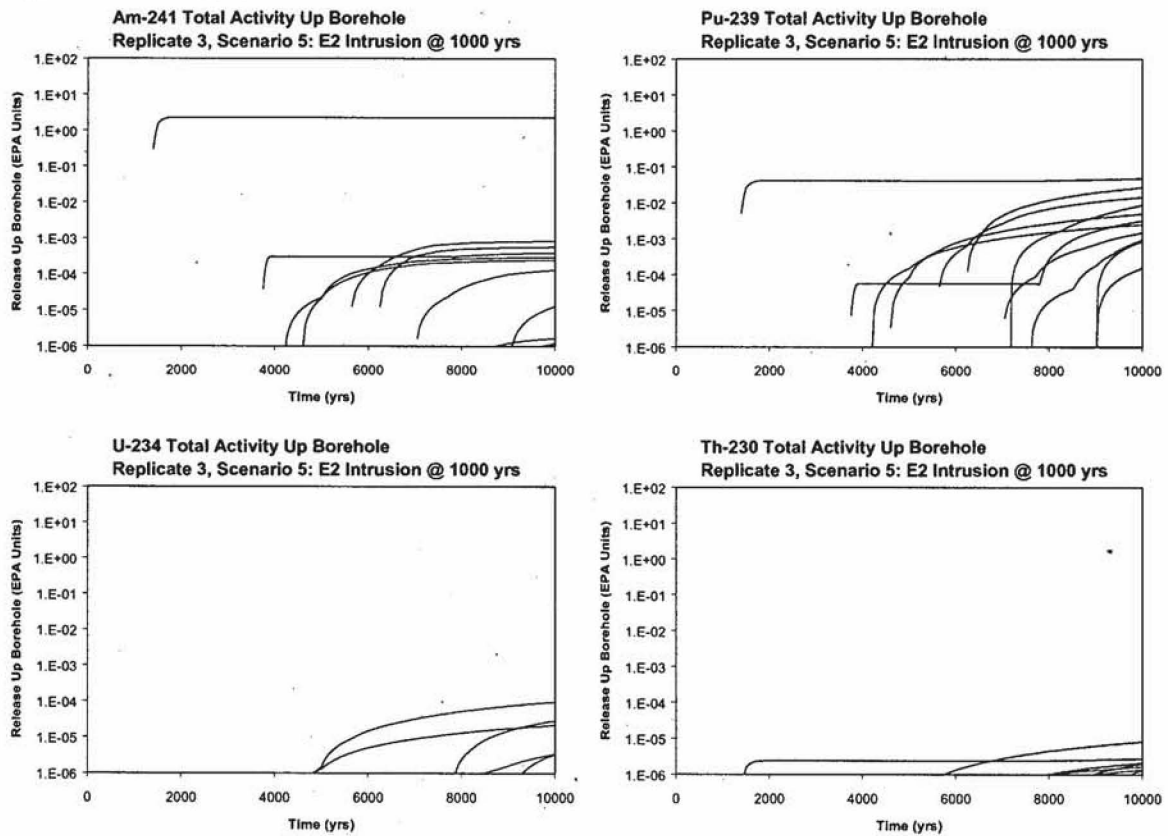 Am-241 Total Activity Up Borehole
Replicate 3, Scenario 5: E2 Intrusion @ 1000 yrs
Release Up Borehole (EPA Units)
1.E+02
1.E+01
1.E+00
1.E-01
1.E-02
1.E-03
1.E-04
1.E-05
1.E-06
0 2000 4000 6000 8000 10000
Time (yrs)
Pu-239 Total Activity Up Borehole
Replicate 3, Scenario 5: E2 Intrusion @ 1000 yrs
Release Up Borehole (EPA Units)
1.E+02
1.E+01
1.E+00
1.E-01
1.E-02
1.E-03
1.E-04
1.E-05
1.E-06
0 2000 4000 6000 8000 10000
Time (yrs)
U-234 Total Activity Up Borehole
Replicate 3, Scenario 5: E2 Intrusion @ 1000 yrs
Release Up Borehole (EPA Units)
1.E+02
1.E+01
1.E+00
1.E-01
1.E-02
1.E-03
1.E-04
1.E-05
1.E-06
0 2000 4000 6000 8000 10000
Time (yrs)
Th-230 Total Activity Up Borehole
Replicate 3, Scenario 5: E2 Intrusion @ 1000 yrs
Release Up Borehole (EPA Units)
1.E+02
1.E+01
1.E+00
1.E-01
1.E-02
1.E-03
1.E-04
1.E-05
1.E-06
0 2000 4000 6000 8000 10000
Time (yrs)